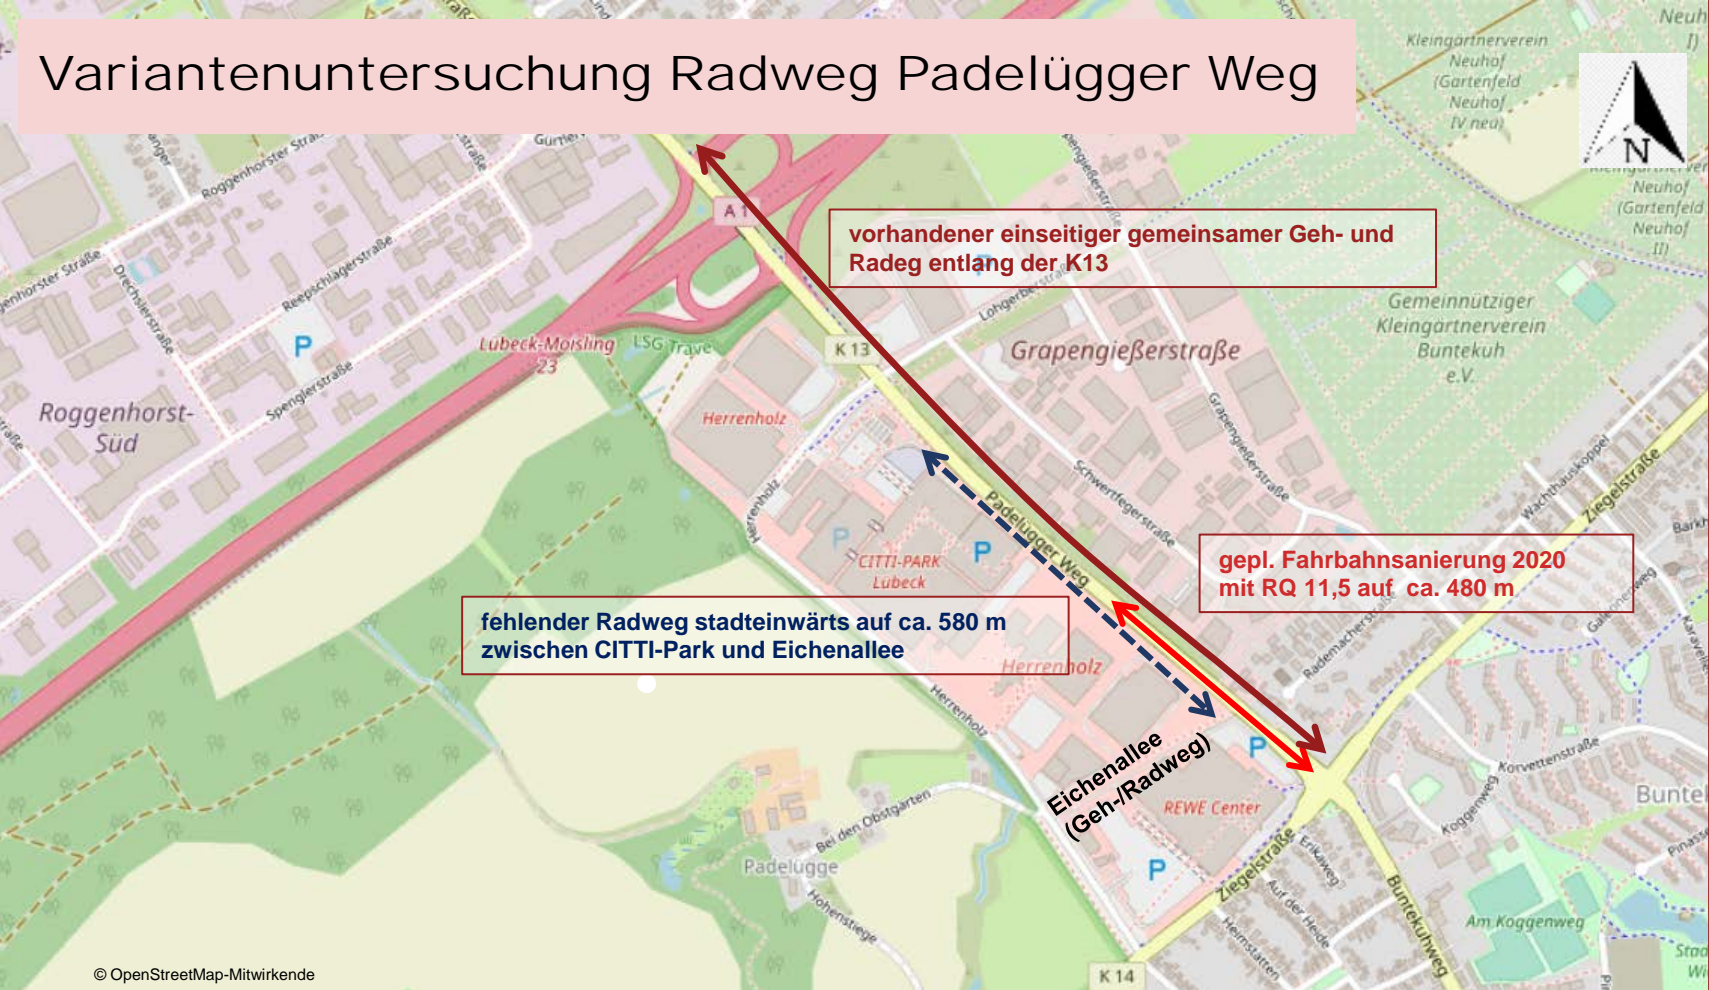 Variantenuntersuchung Radweg Padelügger Weg
N
vorhandener einseitiger gemeinsamer Geh- und
Radeg entlang der K13
gepl. Fahrbahnsanierung 2020
mit RQ 11,5 auf ca. 480 m
fehlender Radweg stadteinwärts auf ca. 580 m
zwischen CITTI-Park und Eichenallee
Eichenallee
(Geh-/Radweg)
Kleingärtnerverein
Neuhof
(Gartenfeld
Neuhof
IV neu)
Neuhof
(Gartenfeld
Neuhof
II)
Gemeinnütziger
Kleingärtnerverein
Buntekuh
e.V.
Roggenhorster Straße
Reepschlagerstraße
Drechslerstraße
Spenglerstraße
P
Roggenhorst-
Süd
Lübeck-Moisling
23
LSG Trave
A 1
K 13
Grapengießerstraße
Grapengießerstraße
Schwertfegerstraße
Herrenholz
Herrenholz
P
P
CITTI-PARK
Lübeck
Padelügger Weg
Herrenholz
Herrenholz
Rademacherstraße
Wachthauskoppel
Ziegelstraße
Korvettenstraße
Koggenweg
P
REWE Center
P
Ziegelstraße
Erikaweg
Auf der Heide
Heimstätten
Buntekuhweg
Am Koggenweg
Bei den Obstgärten
Padelügge
Hohenstiege
K 14
© OpenStreetMap-Mitwirkende